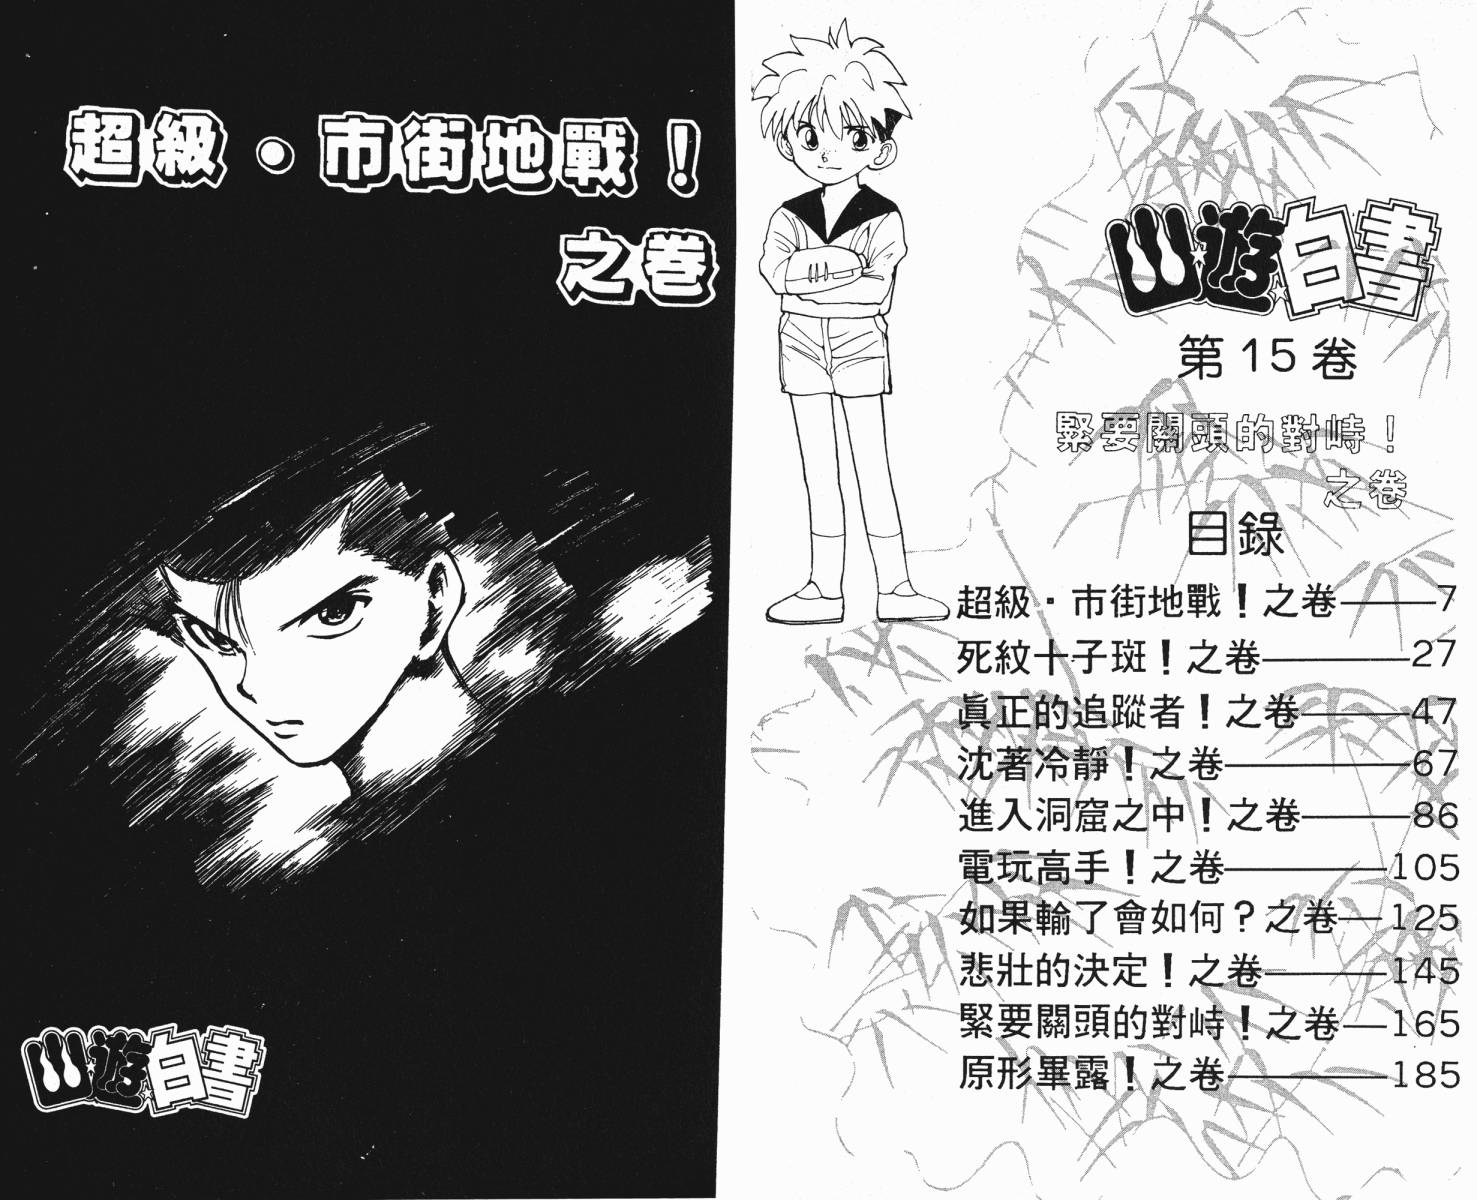 超級・市街地戰！
之卷
幽遊白書
幽遊白書
第15卷
緊要關頭的對峙！
之卷
目錄
超級・市街地戰！之卷——7
死紋十子斑！之卷——27
眞正的追蹤者！之卷——47
沈著冷靜！之卷——67
進入洞窟之中！之卷——86
電玩高手！之卷——105
如果輸了會如何？之卷——125
悲壯的決定！之卷——145
緊要關頭的對峙！之卷——165
原形畢露！之卷——185